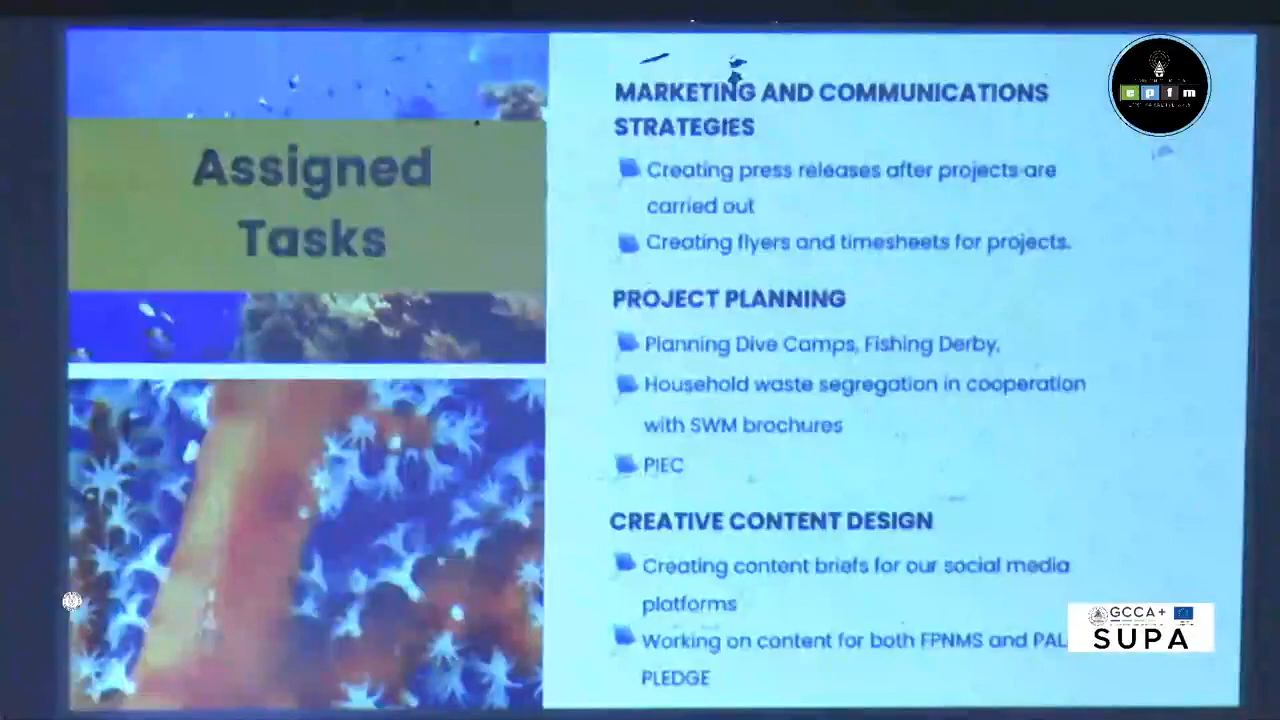 Assigned
Tasks
MARKETING AND COMMUNICATIONS
STRATEGIES
Creating press releases after projects are
carried out
Creating flyers and timesheets for projects.
PROJECT PLANNING
Planning Dive Camps, Fishing Derby,
Household waste segregation in cooperation
with SWM brochures
PIEC
CREATIVE CONTENT DESIGN
Creating content briefs for our social media
platforms
Working on content for both FPNMS and PAL
PLEDGE
epfm
GCCA+
SUPA